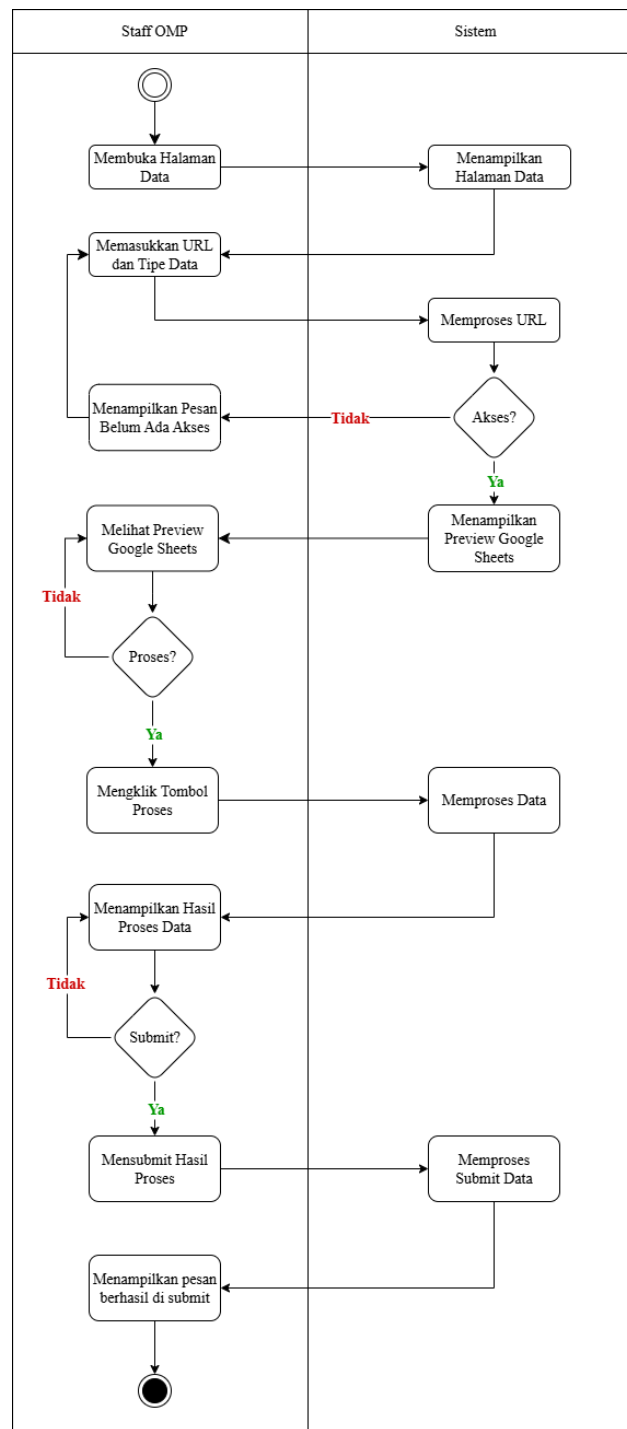 Staff OMP
Sistem
Membuka Halaman
Data
Menampilkan
Halaman Data
Memasukkan URL
dan Tipe Data
Memproses URL
Menampilkan Pesan
Belum Ada Akses
Tidak
Akses?
Ya
Melihat Preview
Google Sheets
Menampilkan
Preview Google
Sheets
Tidak
Proses?
Ya
Mengklik Tombol
Proses
Memproses Data
Menampilkan Hasil
Proses Data
Tidak
Submit?
Ya
Mensubmit Hasil
Proses
Memproses
Submit Data
Menampilkan pesan
berhasil di submit